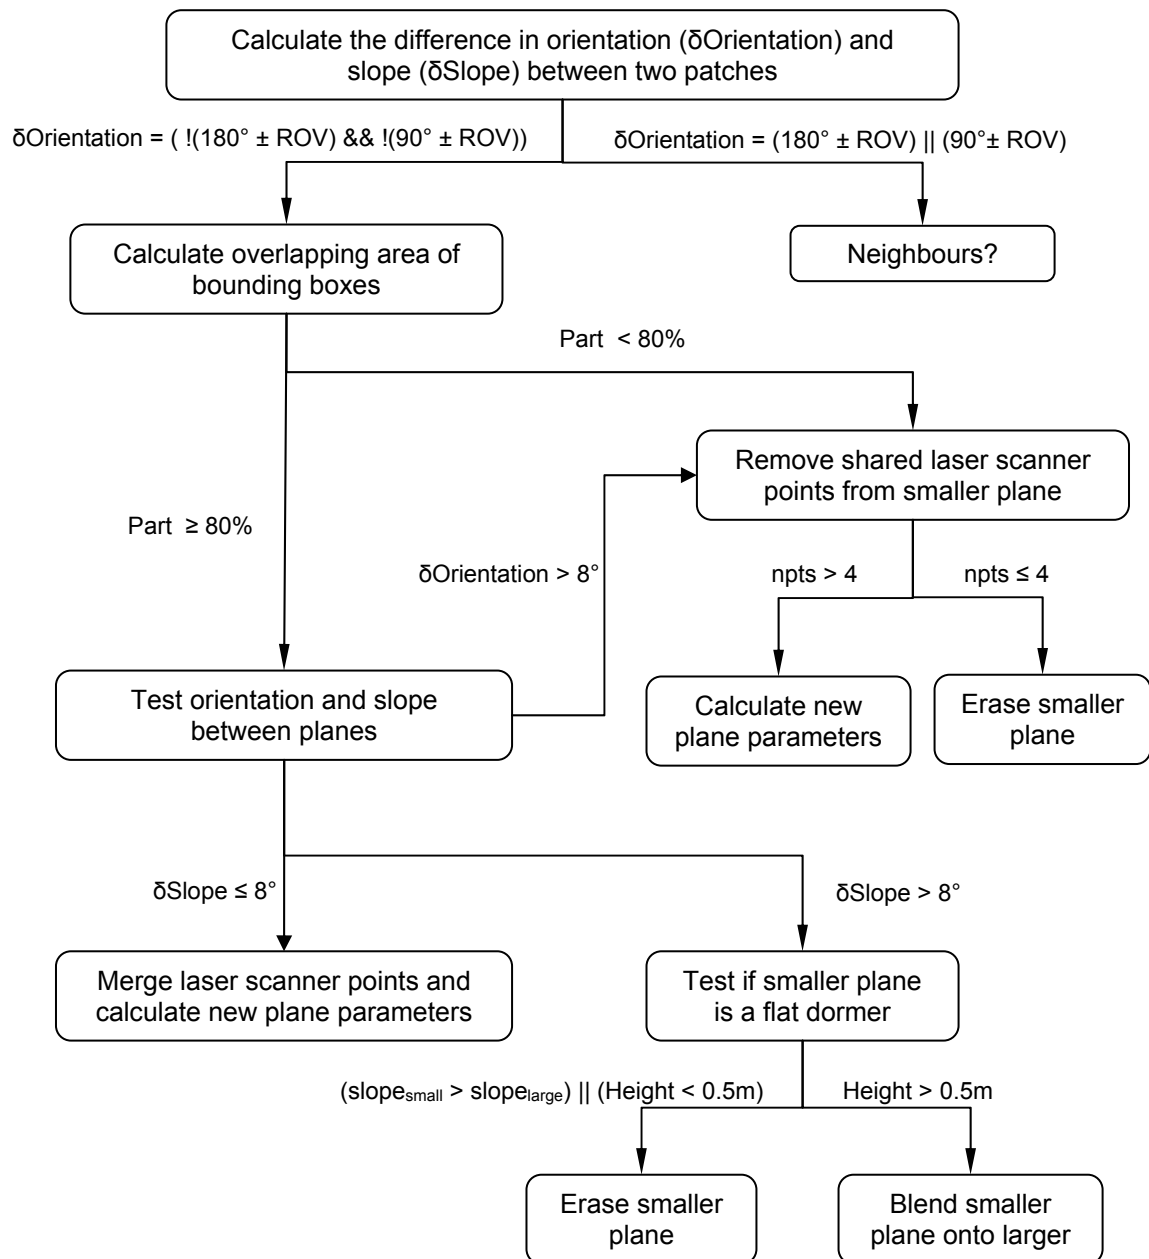 Calculate the difference in orientation (δOrientation) and
slope (δSlope) between two patches
δOrientation = ( !(180° ± ROV) && !(90° ± ROV))
δOrientation = (180° ± ROV) || (90°± ROV)
Calculate overlapping area of
bounding boxes
Neighbours?
Part < 80%
Remove shared laser scanner
points from smaller plane
Part ≥ 80%
δOrientation > 8°
npts > 4
npts ≤ 4
Test orientation and slope
between planes
Calculate new
plane parameters
Erase smaller
plane
δSlope ≤ 8°
δSlope > 8°
Merge laser scanner points and
calculate new plane parameters
Test if smaller plane
is a flat dormer
(slopesmall > slopelarge) || (Height < 0.5m)
Height > 0.5m
Erase smaller
plane
Blend smaller
plane onto larger